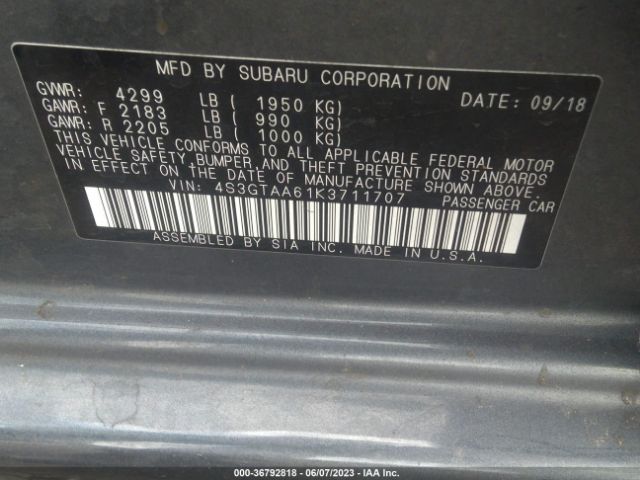 MFD BY SUBARU CORPORATION
DATE: 09/18
GVWR: 4299 LB ( 1950 KG)
GAWR: F 2183 LB ( 990 KG)
GAWR: R 2205 LB ( 1000 KG)
THIS VEHICLE CONFORMS TO ALL APPLICABLE FEDERAL MOTOR
VEHICLE SAFETY, BUMPER, AND THEFT PREVENTION STANDARDS
IN EFFECT ON THE DATE OF MANUFACTURE SHOWN ABOVE.
VIN: 4S3GTAA61K3711707 PASSENGER CAR
ASSEMBLED BY SIA INC. MADE IN U.S.A.
000-36792818 - 06/07/2023 - IAA Inc.